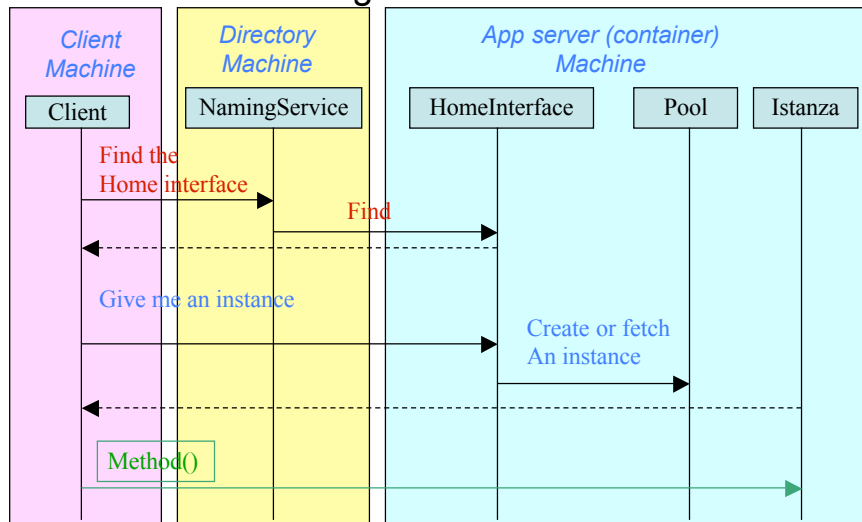 Client
Machine
Directory
Machine
App server (container)
Machine
Client
NamingService
HomeInterface
Pool
Istanza
Find the
Home interface
Find
Give me an instance
Create or fetch
An instance
Method()